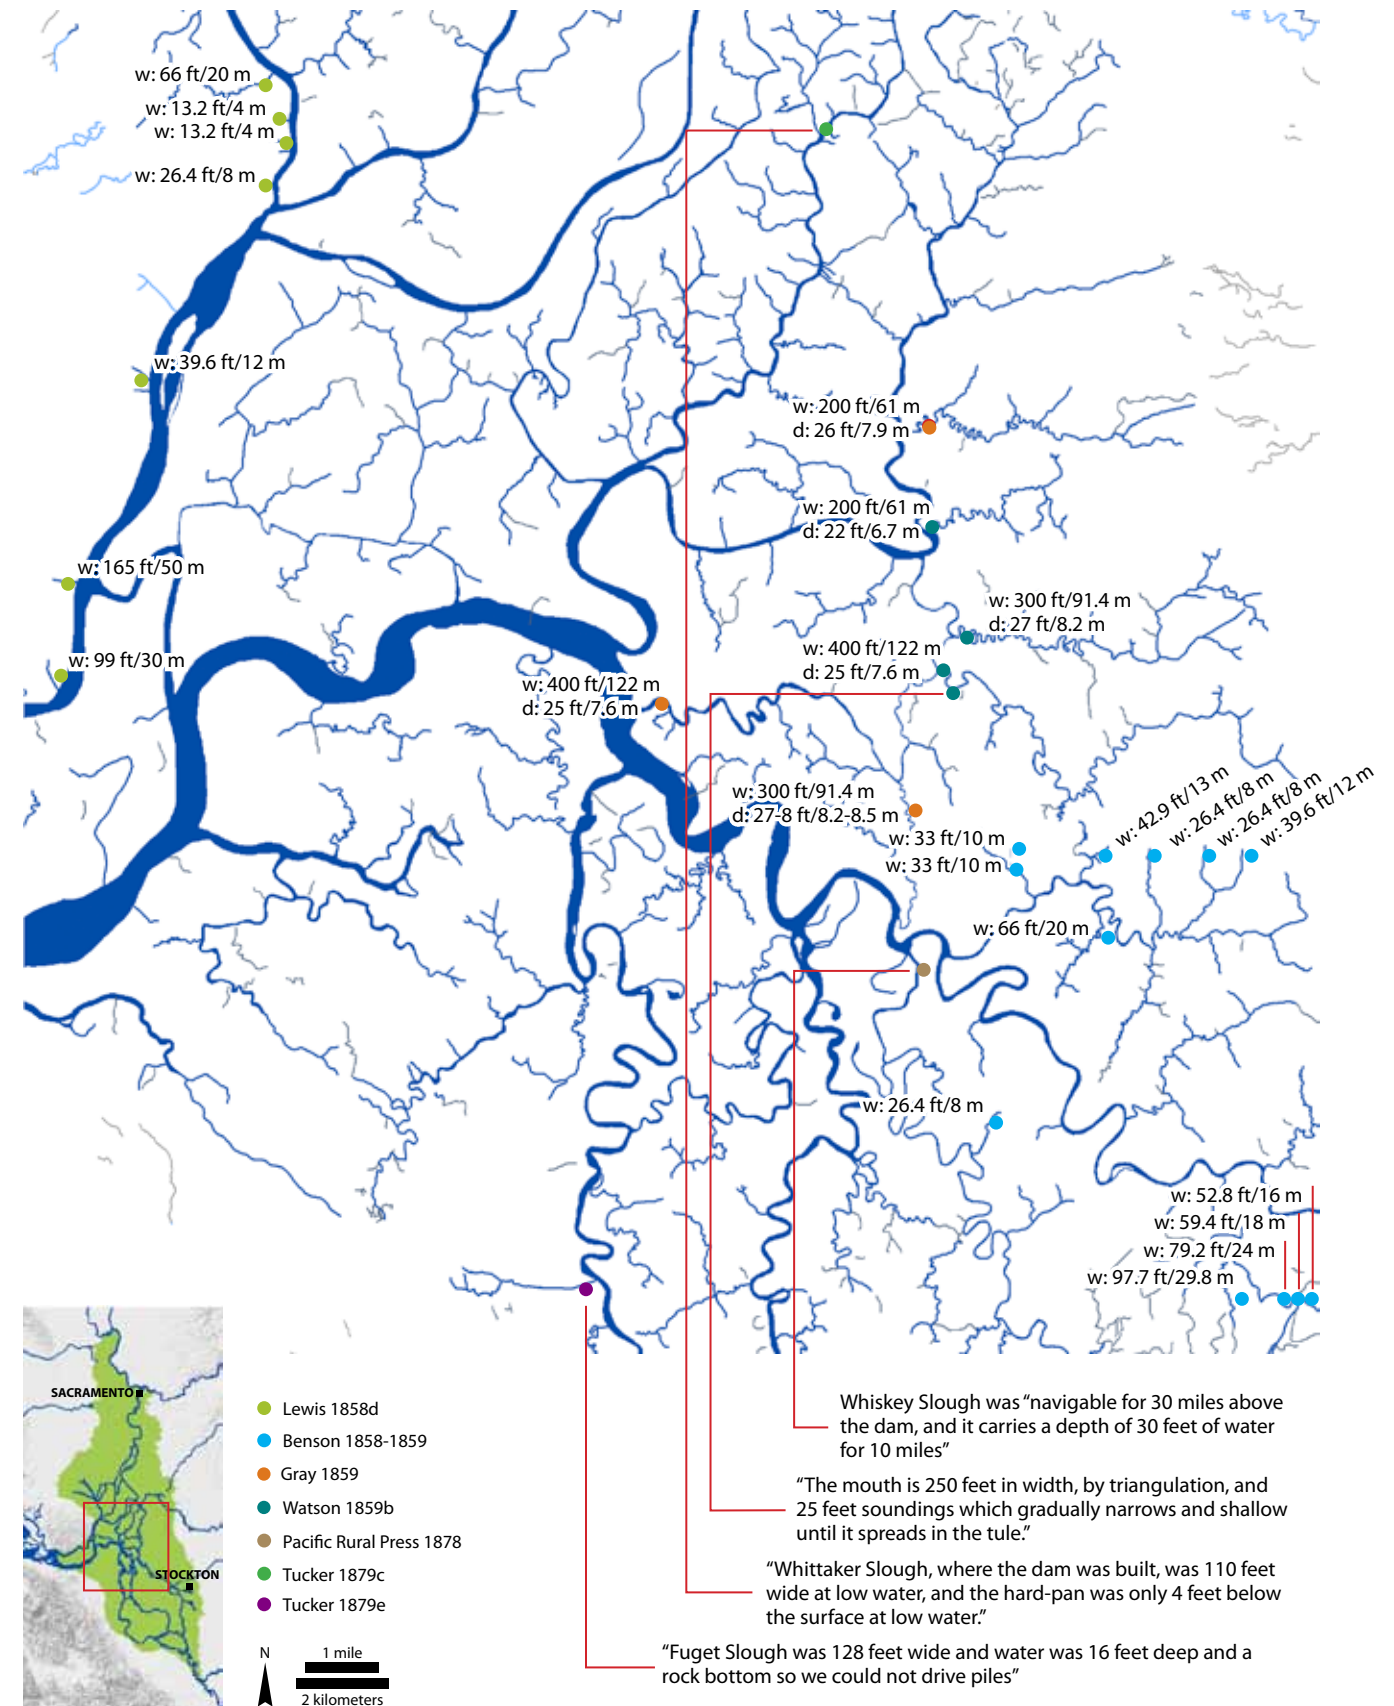 w: 66 ft/20 m
w: 13.2 ft/4 m
w: 13.2 ft/4 m
w: 26.4 ft/8 m
w: 39.6 ft/12 m
w: 200 ft/61 m
d: 26 ft/7.9 m
w: 200 ft/61 m
d: 22 ft/6.7 m
w: 165 ft/50 m
w: 300 ft/91.4 m
d: 27 ft/8.2 m
w: 400 ft/122 m
d: 25 ft/7.6 m
w: 99 ft/30 m
w: 400 ft/122 m
d: 25 ft/7.6 m
w: 300 ft/91.4 m
d: 27-8 ft/8.2-8.5 m
w: 42.9 ft/13 m
w: 26.4 ft/8 m
w: 26.4 ft/8 m
w: 39.6 ft/12 m
w: 33 ft/10 m
w: 33 ft/10 m
w: 66 ft/20 m
w: 26.4 ft/8 m
w: 52.8 ft/16 m
w: 59.4 ft/18 m
w: 79.2 ft/24 m
w: 97.7 ft/29.8 m
SACRAMENTO
STOCKTON
Lewis 1858d
Benson 1858-1859
Gray 1859
Watson 1859b
Pacific Rural Press 1878
Tucker 1879c
Tucker 1879e
N
1 mile
2 kilometers
Whiskey Slough was “navigable for 30 miles above
the dam, and it carries a depth of 30 feet of water
for 10 miles”
“The mouth is 250 feet in width, by triangulation, and
25 feet soundings which gradually narrows and shallow
until it spreads in the tule.”
“Whittaker Slough, where the dam was built, was 110 feet
wide at low water, and the hard-pan was only 4 feet below
the surface at low water.”
“Fuget Slough was 128 feet wide and water was 16 feet deep and a
rock bottom so we could not drive piles”